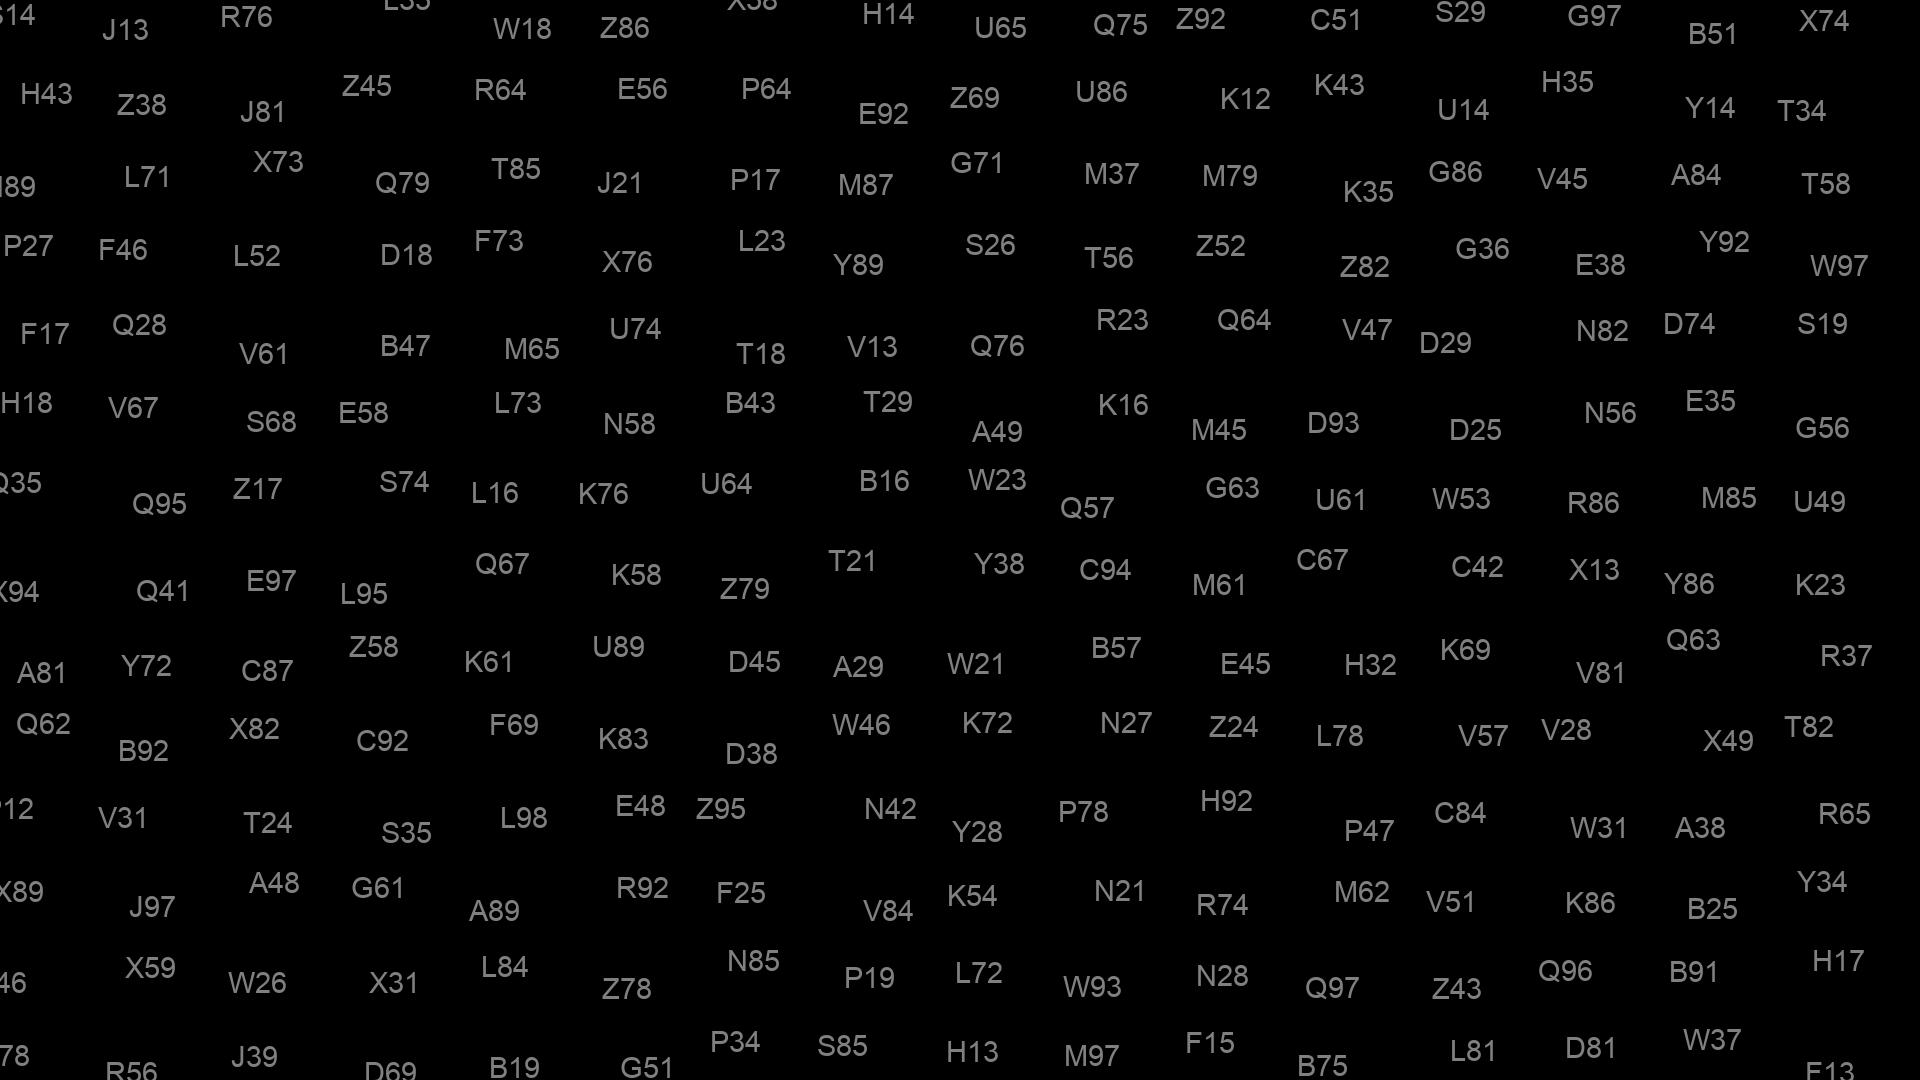 J13 R76 W18 Z86 H14 U65 Q75 Z92 C51 S29 G97 B51 X74
H43 Z38 J81 Z45 R64 E56 P64 E92 Z69 U86 K12 K43 U14 H35 Y14 T34
L71 X73 Q79 T85 J21 P17 M87 G71 M37 M79 K35 G86 V45 A84 T58
P27 F46 L52 D18 F73 X76 L23 Y89 S26 T56 Z52 Z82 G36 E38 Y92 W97
F17 Q28 V61 B47 M65 U74 T18 V13 Q76 R23 Q64 V47 D29 N82 D74 S19
H18 V67 S68 E58 L73 N58 B43 T29 A49 K16 M45 D93 D25 N56 E35 G56
Q35 Q95 Z17 S74 L16 K76 U64 B16 W23 Q57 G63 U61 W53 R86 M85 U49
Q41 E97 L95 Q67 K58 Z79 T21 Y38 C94 M61 C67 C42 X13 Y86 K23
A81 Y72 C87 Z58 K61 U89 D45 A29 W21 B57 E45 H32 K69 V81 Q63 R37
Q62 B92 X82 C92 F69 K83 D38 W46 K72 N27 Z24 L78 V57 V28 X49 T82
V31 T24 S35 L98 E48 Z95 N42 Y28 P78 H92 P47 C84 W31 A38 R65
X89 J97 A48 G61 A89 R92 F25 V84 K54 N21 R74 M62 V51 K86 B25 Y34
46 X59 W26 X31 L84 Z78 N85 P19 L72 W93 N28 Q97 Z43 Q96 B91 H17
78 R56 J39 D69 B19 G51 P34 S85 H13 M97 F15 B75 L81 D81 W37